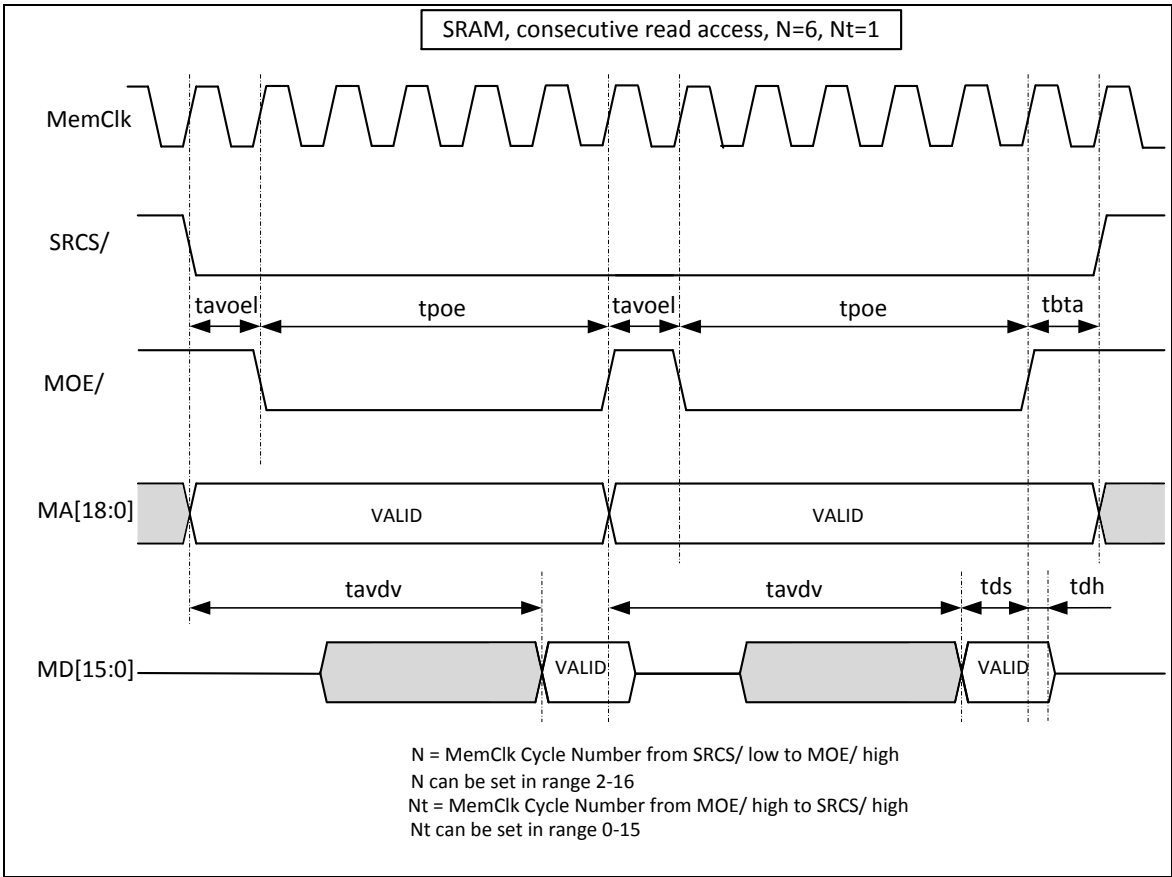 SRAM, consecutive read access, N=6, Nt=1
MemClk
SRCS/
tavoel tpoe tavoel tpoe tbta
MOE/
MA[18:0] VALID VALID
tavdv tavdv tds tdh
MD[15:0] VALID VALID
N = MemClk Cycle Number from SRCS/ low to MOE/ high
N can be set in range 2-16
Nt = MemClk Cycle Number from MOE/ high to SRCS/ high
Nt can be set in range 0-15